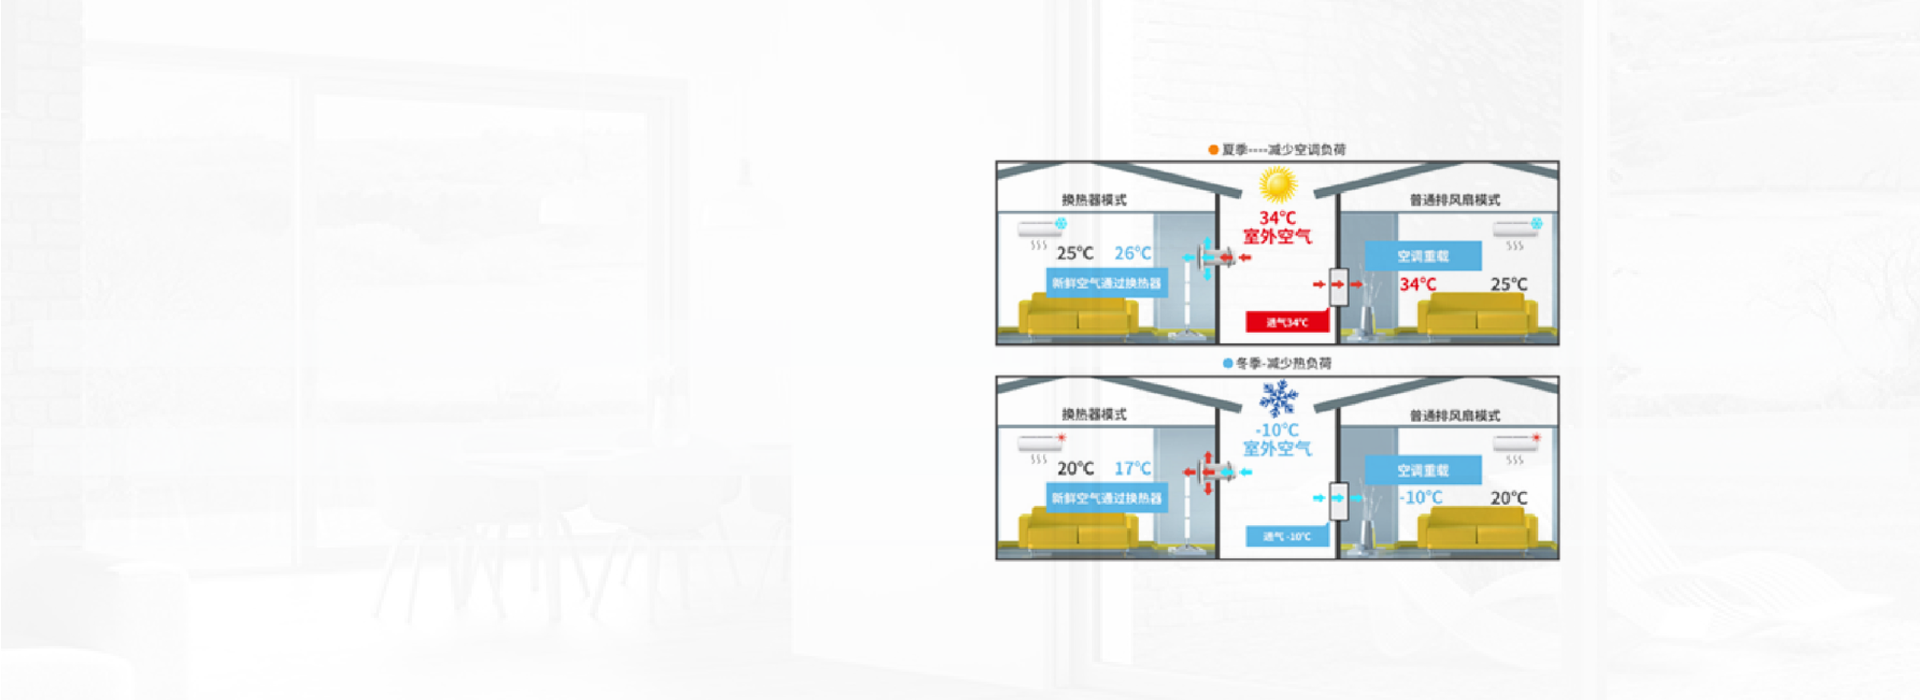 夏季----减少空调负荷
换热器模式
普通排风扇模式
34℃
室外空气
25℃
26℃
新鲜空气通过换热器
空调重载
34℃
25℃
进气34℃
冬季-减少热负荷
换热器模式
普通排风扇模式
-10℃
室外空气
20℃
17℃
新鲜空气通过换热器
空调重载
-10℃
20℃
进气 -10℃